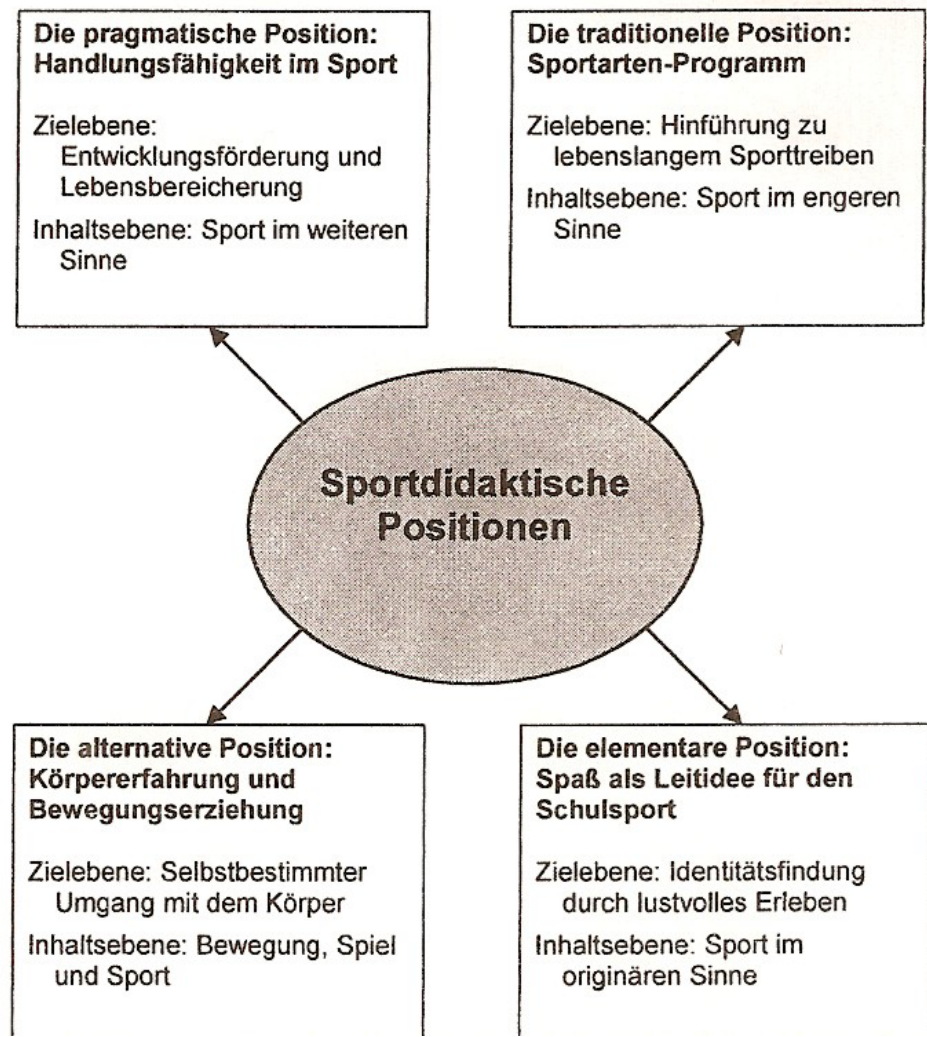 Die pragmatische Position:
Handlungsfähigkeit im Sport
Zielebene:
Entwicklungsförderung und
Lebensbereicherung
Inhaltsebene: Sport im weiteren
Sinne
Die traditionelle Position:
Sportarten-Programm
Zielebene: Hinführung zu
lebenslangem Sporttreiben
Inhaltsebene: Sport im engeren
Sinne
Sportdidaktische
Positionen
Die alternative Position:
Körpererfahrung und
Bewegungserziehung
Zielebene: Selbstbestimmter
Umgang mit dem Körper
Inhaltsebene: Bewegung, Spiel
und Sport
Die elementare Position:
Spaß als Leitidee für den
Schulsport
Zielebene: Identitätsfindung
durch lustvolles Erleben
Inhaltsebene: Sport im
originären Sinne